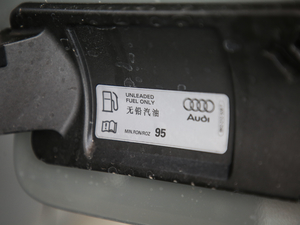 UNLEADED
FUEL ONLY
无铅汽油
Audi
MIN.RON/ROZ 95